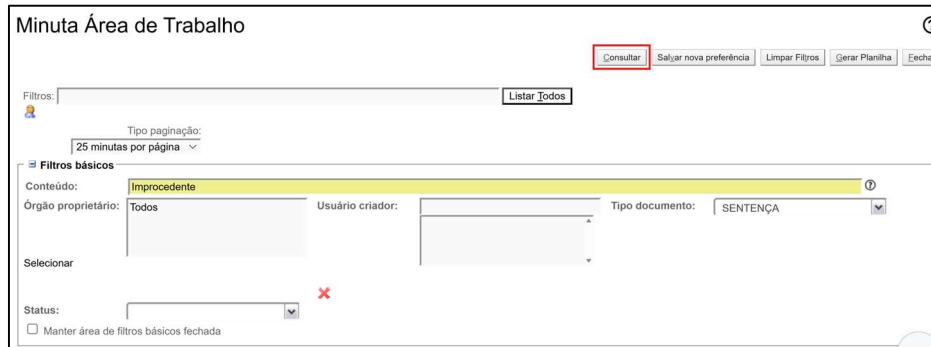 Minuta Área de Trabalho
Consultar Salvar nova preferência Limpar Filtros Gerar Planilha
Filtros: Listar Todos
Tipo paginação:
25 minutas por página
Filtros básicos
Conteúdo: Improcedente
Órgão proprietário: Todos Usuário criador: Tipo documento: SENTENÇA
Selecionar
Status:
Manter área de filtros básicos fechada